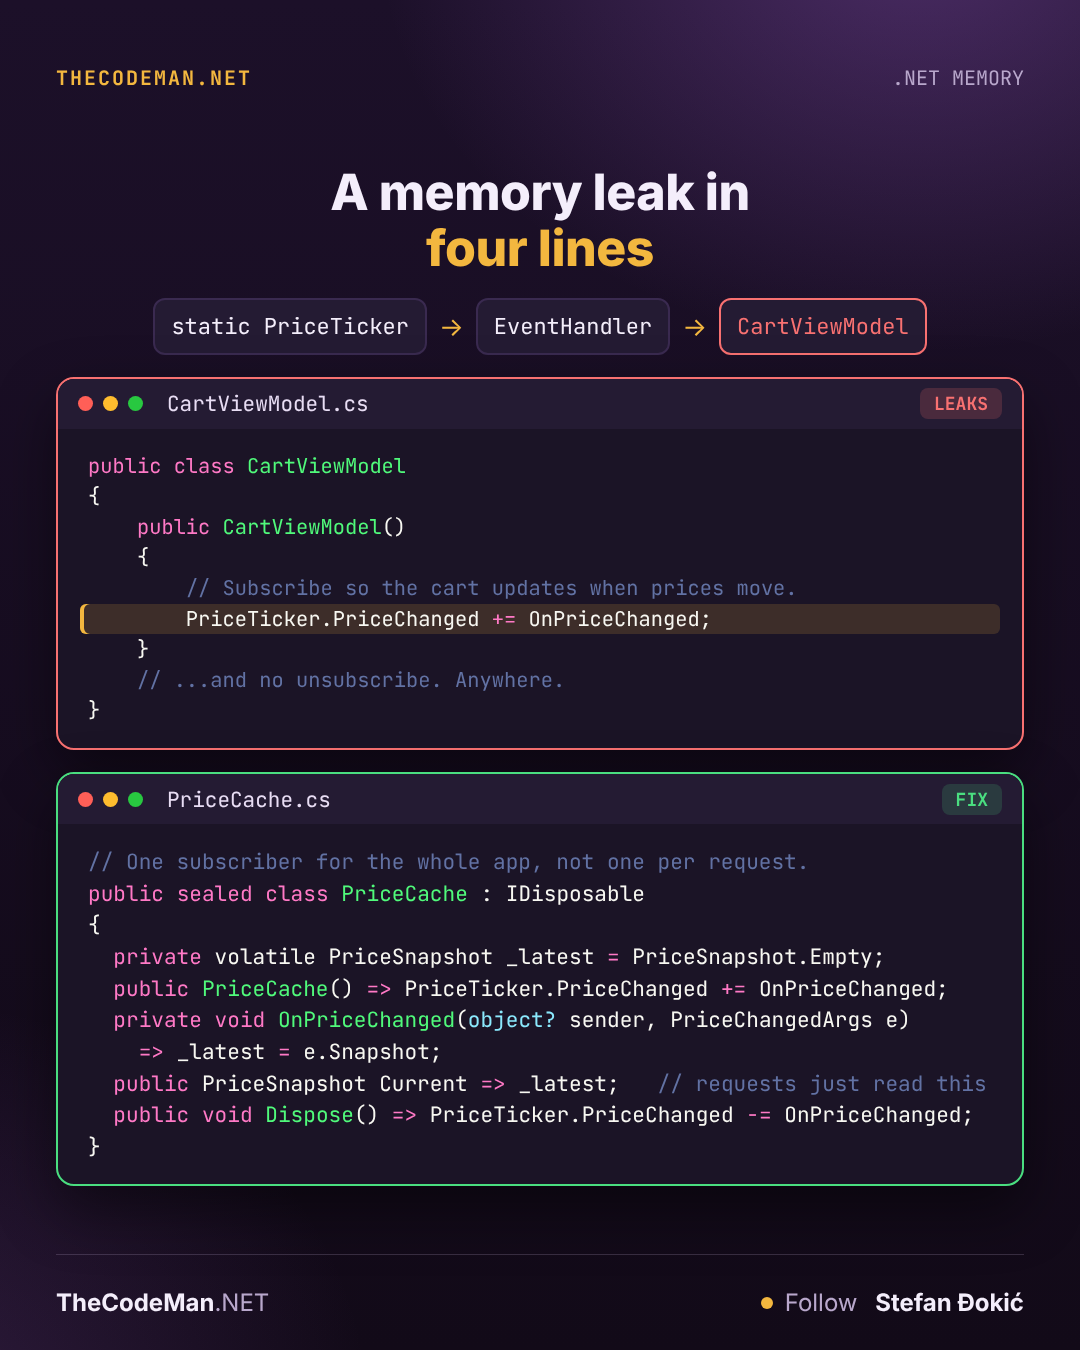 THECODEMAN.NET
.NET MEMORY
A memory leak in
four lines
static PriceTicker → EventHandler → CartViewModel
CartViewModel.cs
LEAKS
public class CartViewModel
{
    public CartViewModel()
    {
        // Subscribe so the cart updates when prices move.
        PriceTicker.PriceChanged += OnPriceChanged;
    }
    // ...and no unsubscribe. Anywhere.
}
PriceCache.cs
FIX
// One subscriber for the whole app, not one per request.
public sealed class PriceCache : IDisposable
{
  private volatile PriceSnapshot _latest = PriceSnapshot.Empty;
  public PriceCache() => PriceTicker.PriceChanged += OnPriceChanged;
  private void OnPriceChanged(object? sender, PriceChangedArgs e)
    => _latest = e.Snapshot;
  public PriceSnapshot Current => _latest;   // requests just read this
  public void Dispose() => PriceTicker.PriceChanged -= OnPriceChanged;
}
TheCodeMan.NET
Follow Stefan Đokić